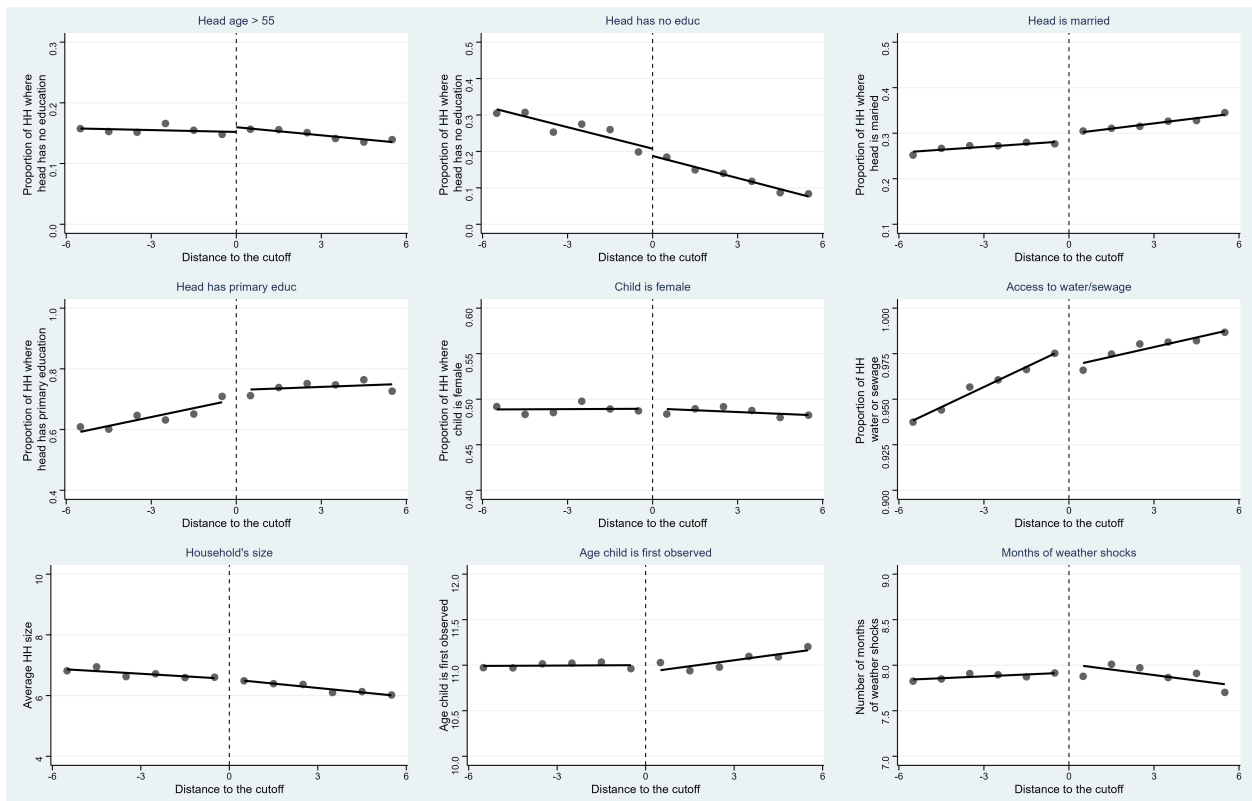 Head age > 55
Proportion of HH where
head has no education
0.3
0.2
0.1
0.0
-6 -3 0 3 6
Distance to the cutoff
Head has no educ
Proportion of HH where
head has no education
0.5
0.4
0.3
0.2
0.1
0.0
-6 -3 0 3 6
Distance to the cutoff
Head is married
Proportion of HH where
head is married
0.5
0.4
0.3
0.2
0.1
-6 -3 0 3 6
Distance to the cutoff
Head has primary educ
Proportion of HH where
head has primary education
1.0
0.8
0.6
0.4
-6 -3 0 3 6
Distance to the cutoff
Child is female
Proportion of HH where
child is female
0.60
0.55
0.50
0.45
0.40
-6 -3 0 3 6
Distance to the cutoff
Access to water/sewage
Proportion of HH
water or sewage
1.000
0.975
0.950
0.925
0.900
-6 -3 0 3 6
Distance to the cutoff
Household's size
Average HH size
10
8
6
4
-6 -3 0 3 6
Distance to the cutoff
Age child is first observed
Age child is first observed
12.0
11.5
11.0
10.5
10.0
-6 -3 0 3 6
Distance to the cutoff
Months of weather shocks
Number of months
of weather shocks
9.0
8.5
8.0
7.5
7.0
-6 -3 0 3 6
Distance to the cutoff